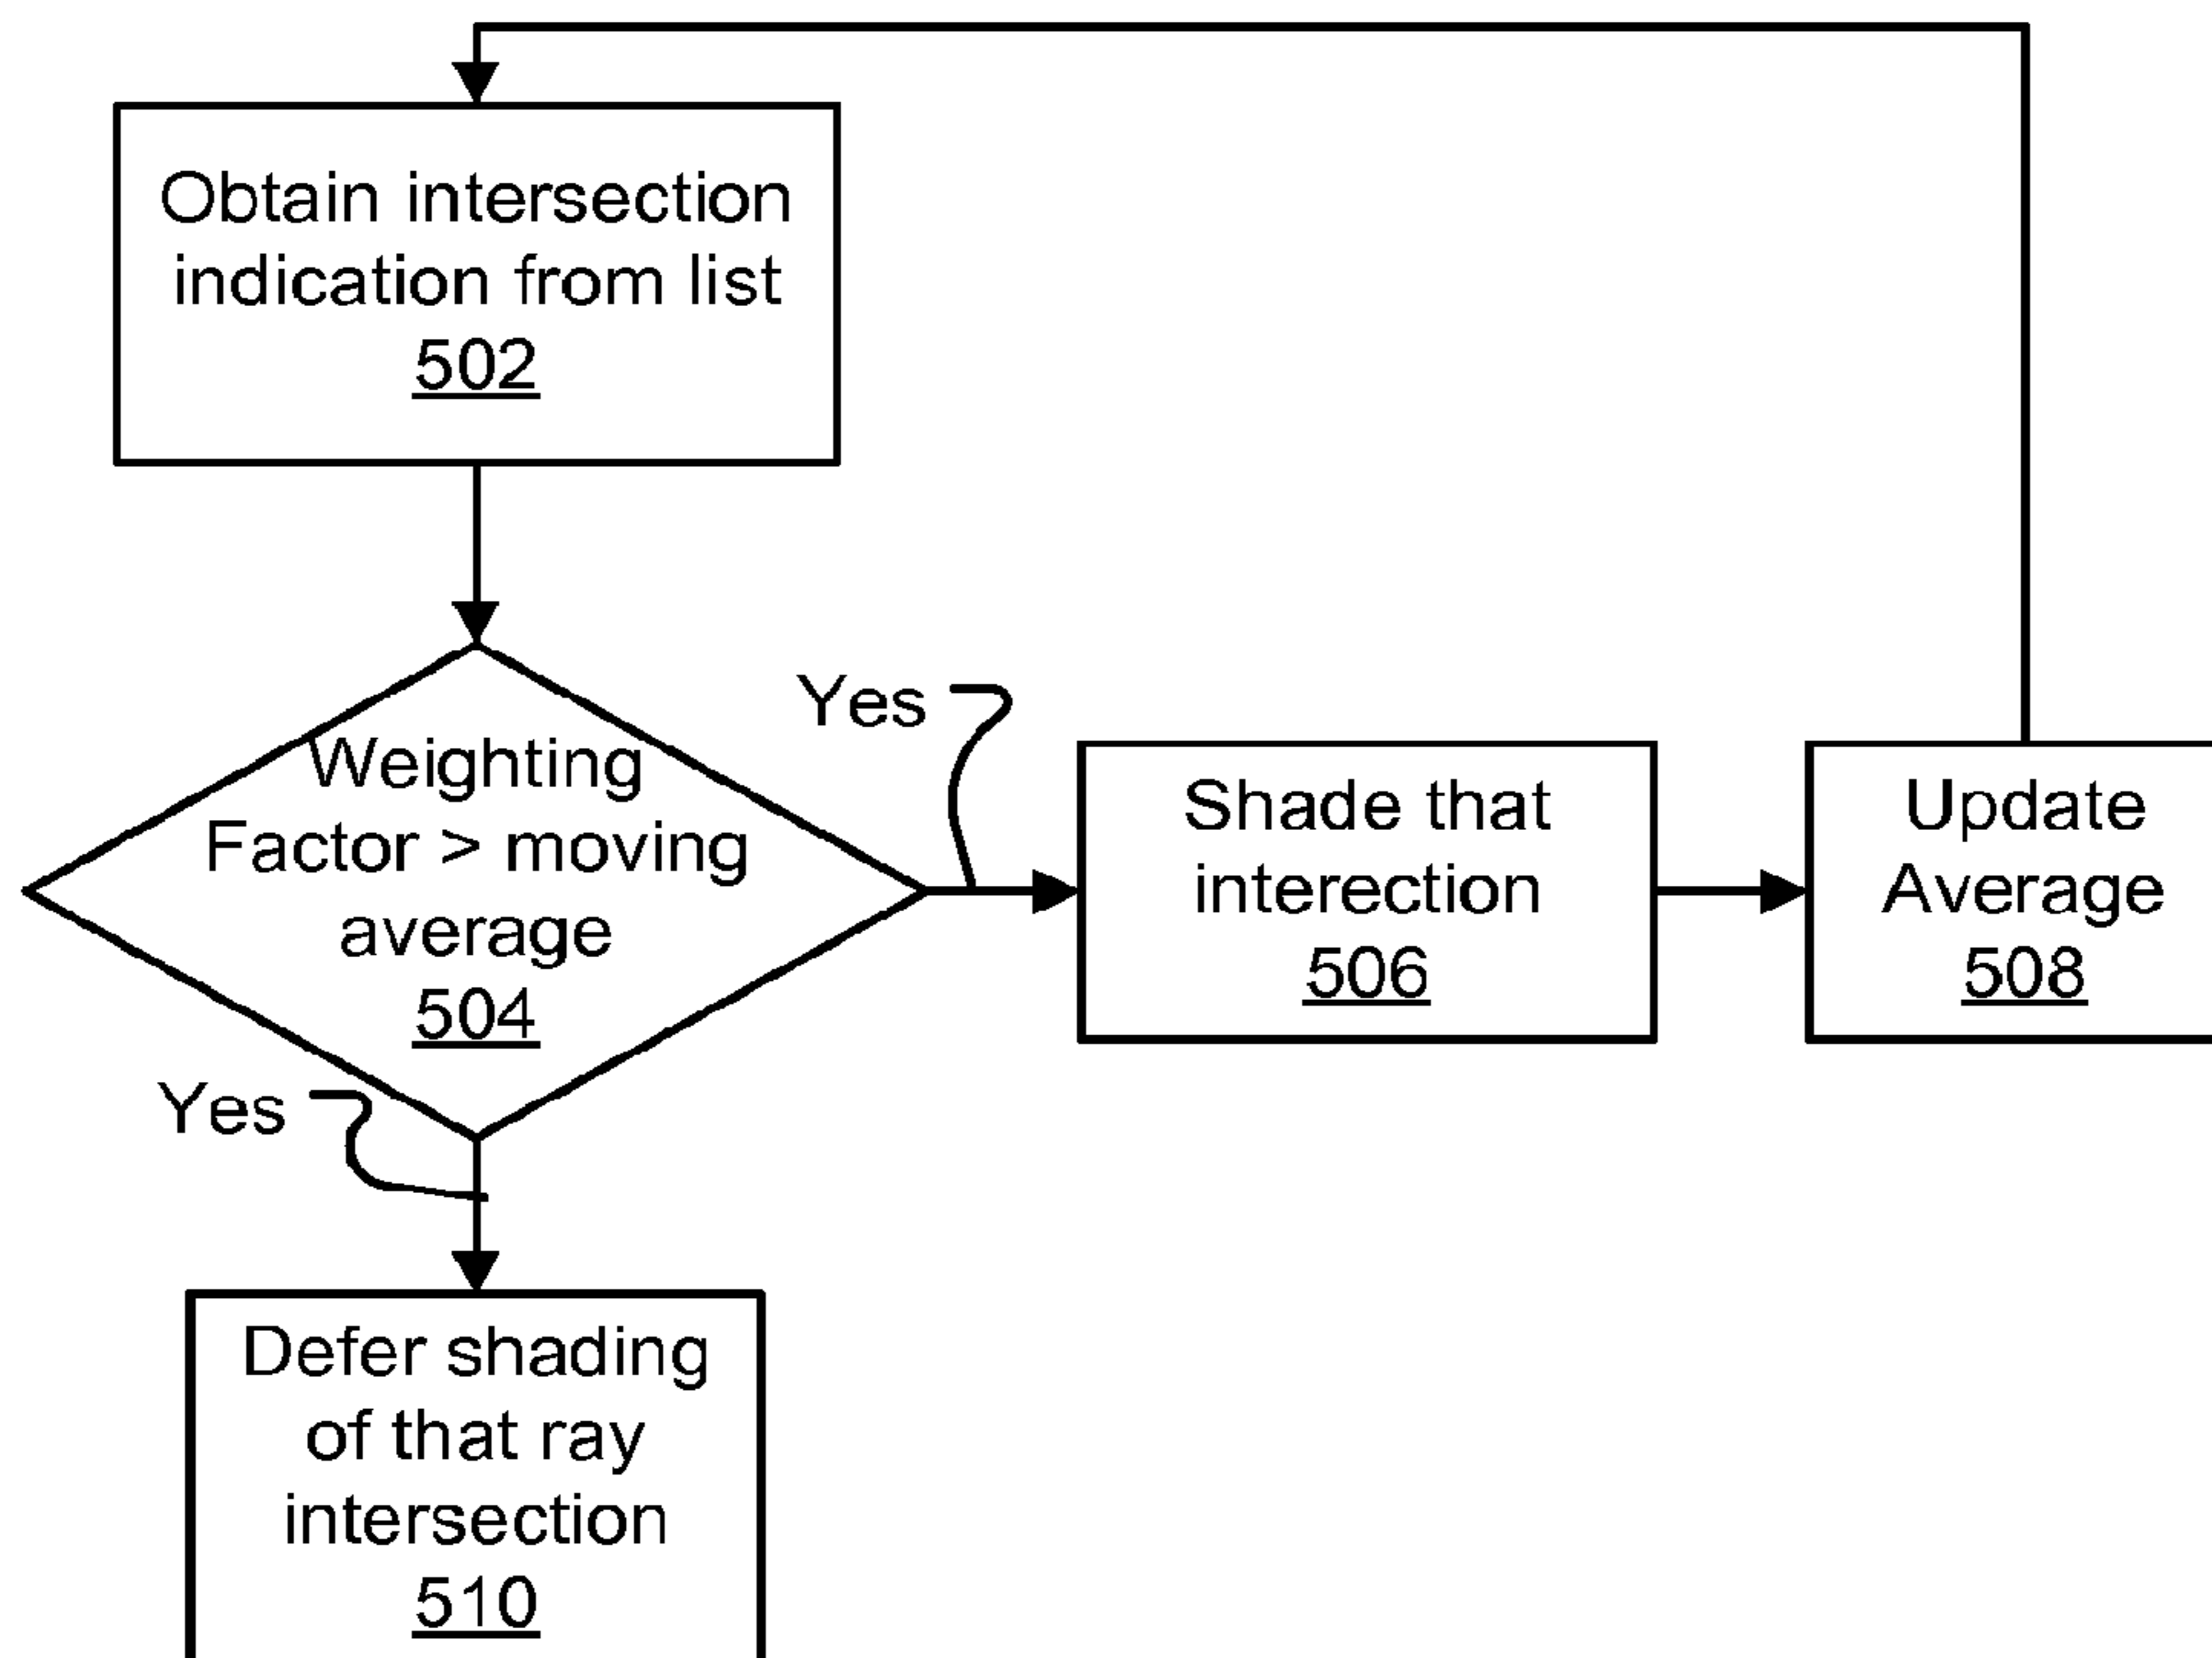 Obtain intersection
indication from list
502
Weighting
Factor > moving
average
504
Yes
Shade that
interection
506
Update
Average
508
Yes
Defer shading
of that ray
intersection
510